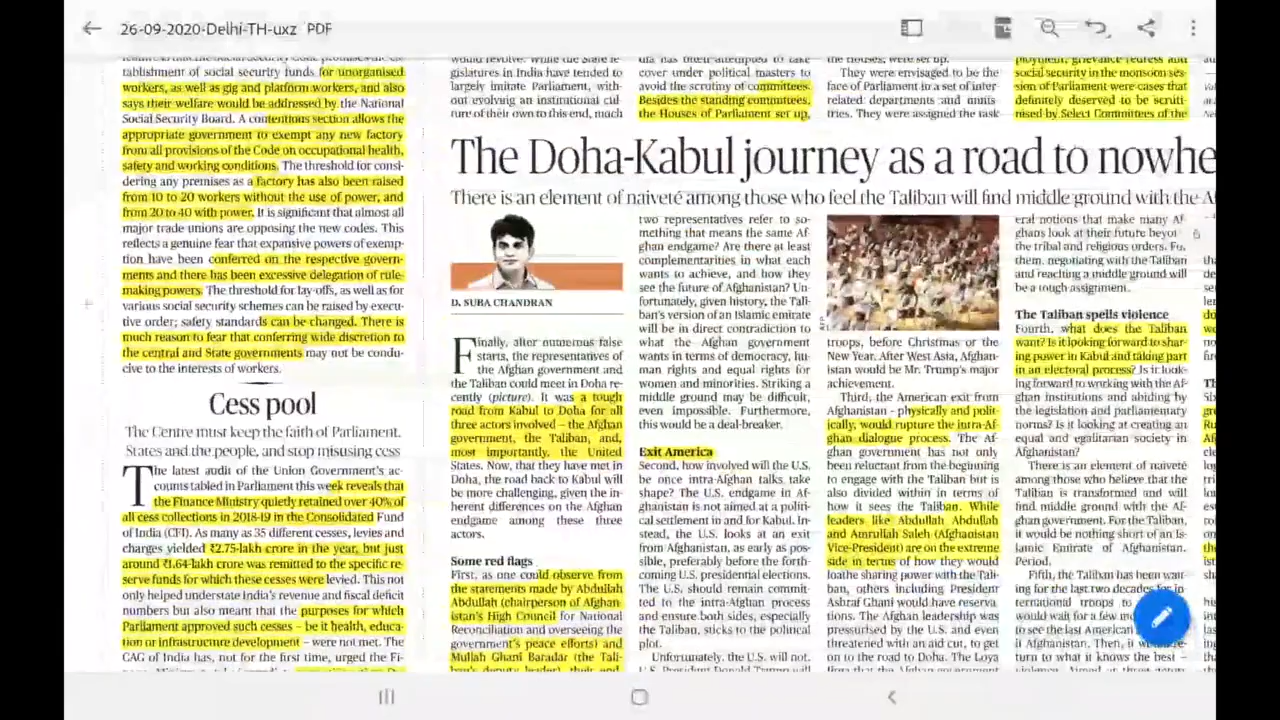 26-09-2020-Delhi-TH-uxz PDF
tablishment of social security funds for unorganised
workers, as well as gig and platform workers, and also
says their welfare would be addressed by the National
Social Security Board. A contentious section allows the
appropriate government to exempt any new factory
from all provisions of the Code on occupational health,
safety and working conditions. The threshold for consi-
dering any premises as a factory has also been raised
from 10 to 20 workers without the use of power, and
from 20 to 40 with power. It is significant that almost all
major trade unions are opposing the new codes. This
reflects a genuine fear that expansive powers of exemp-
tion have been conferred on the respective govern-
ments and there has been excessive delegation of rule-
making powers. The threshold for lay-offs, as well as for
various social security schemes can be raised by execu-
tive order; safety standards can be changed. There is
much reason to fear that conferring wide discretion to
the central and State governments may not be condu-
cive to the interests of workers.
Cess pool
The Centre must keep the faith of Parliament,
States and the people, and stop misusing cess
The latest audit of the Union Government's ac-
counts tabled in Parliament this week reveals that
the Finance Ministry quietly retained over 40% of
all cess collections in 2018-19 in the Consolidated Fund
of India (CFI). As many as 35 different cesses, levies and
charges yielded ₹2.75-lakh crore in the year, but just
around ₹1.64-lakh crore was remitted to the specific re-
serve funds for which these cesses were levied. This not
only helped understate India's revenue and fiscal deficit
numbers but also meant that the purposes for which
Parliament approved such cesses – be it health, educa-
tion or infrastructure development – were not met. The
CAG of India has, not for the first time, urged the Fi-
would revolve. While the State le-
gislatures in India have tended to
largely imitate Parliament, with-
out evolving an institutional cul-
ture of their own to this end, much
dia has often attempted to take
cover under political masters to
avoid the scrutiny of committees.
Besides the standing committees,
the Houses of Parliament set up,
the Houses, were set up.
They were envisaged to be the
face of Parliament in a set of inter-
related departments and minis-
tries. They were assigned the task
ployment, grievance redress and
social security in the monsoon ses-
sion of Parliament were cases that
definitely deserved to be scruti-
nised by Select Committees of the
The Doha-Kabul journey as a road to nowhe
There is an element of naiveté among those who feel the Taliban will find middle ground with the Af
D. SUBA CHANDRAN
Finally, after numerous false
starts, the representatives of
the Afghan government and
the Taliban could meet in Doha re-
cently (picture). It was a tough
road from Kabul to Doha for all
three actors involved – the Afghan
government, the Taliban, and,
most importantly, the United
States. Now, that they have met in
Doha, the road back to Kabul will
be more challenging, given the in-
herent differences on the Afghan
endgame among these three
actors.
Some red flags
First, as one could observe from
the statements made by Abdullah
Abdullah (chairperson of Afghan-
istan's High Council for National
Reconciliation and overseeing the
government's peace efforts) and
Mullah Ghani Baradar (the Tali-
two representatives refer to so-
mething that means the same Af-
ghan endgame? Are there at least
complementarities in what each
wants to achieve, and how they
see the future of Afghanistan? Un-
fortunately, given history, the Tali-
ban's version of an Islamic emirate
will be in direct contradiction to
what the Afghan government
wants in terms of democracy, hu-
man rights and equal rights for
women and minorities. Striking a
middle ground may be difficult,
even impossible. Furthermore,
this would be a deal-breaker.
Exit America
Second, how involved will the U.S.
be once intra-Afghan talks take
shape? The U.S. endgame in Af-
ghanistan is not aimed at a politi-
cal settlement in and for Kabul. In-
stead, the U.S. looks at an exit
from Afghanistan, as early as pos-
sible, preferably before the forth-
coming U.S. presidential elections.
The U.S. should remain commit-
ted to the intra-Afghan process
and ensure both sides, especially
the Taliban, sticks to the political
plot.
Unfortunately, the U.S. will not.
AFP
troops, before Christmas or the
New Year. After West Asia, Afghan-
istan would be Mr. Trump's major
achievement.
Third, the American exit from
Afghanistan - physically and polit-
ically, would rupture the intra-Af-
ghan dialogue process. The Af-
ghan government has not only
been reluctant from the beginning
to engage with the Taliban but is
also divided within in terms of
how it sees the Taliban. While
leaders like Abdullah Abdullah
and Amrullah Saleh (Afghanistan
Vice-President) are on the extreme
side in terms of how they would
loathe sharing power with the Tali-
ban, others including President
Ashraf Ghani would have reserva-
tions. The Afghan leadership was
pressurised by the U.S. and even
threatened with an aid cut, to get
on to the road to Doha. The Loya
eral notions that make many Af-
ghans look at their future beyo
the tribal and religious orders. Fo
them, negotiating with the Taliban
and reaching a middle ground will
be a tough assignment.
The Taliban spells violence
Fourth, what does the Taliban
want? Is it looking forward to shar-
ing power in Kabul and taking part
in an electoral process? Is it look-
ing forward to working with the Af-
ghan institutions and abiding by
the legislation and parliamentary
norms? Is it looking at creating an
equal and egalitarian society in
Afghanistan?
There is an element of naiveté
among those who believe that the
Taliban is transformed and will
find middle ground with the Af-
ghan government. For the Taliban,
it would be nothing short of an Is-
lamic Emirate of Afghanistan.
Period.
Fifth, the Taliban has been wait-
ing for the last two decades for in-
ternational troops to
would wait for a few m
to see the last American
it Afghanistan. Then, it w
turn to what it knows the best –